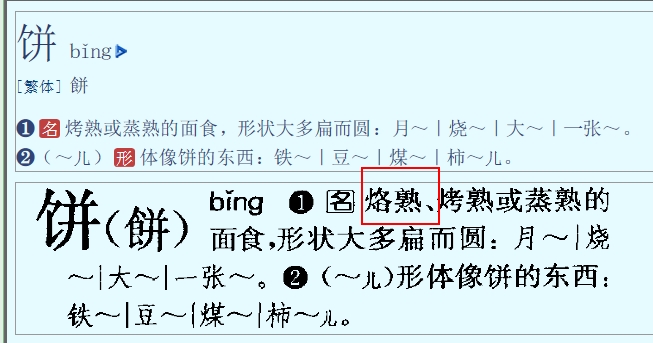 饼 bǐng
[繁体] 餅
❶ 名 烤熟或蒸熟的面食，形状大多扁而圆：月～｜烧～｜大～｜一张～。
❷（～儿）形 体像饼的东西：铁～｜豆～｜煤～｜柿～儿。
饼（餅） bǐng ❶ 名 烙熟、烤熟或蒸熟的
面食，形状大多扁而圆：月～｜烧
～｜大～｜一张～。❷（～儿）形体像饼的东西：
铁～｜豆～｜煤～｜柿～儿。